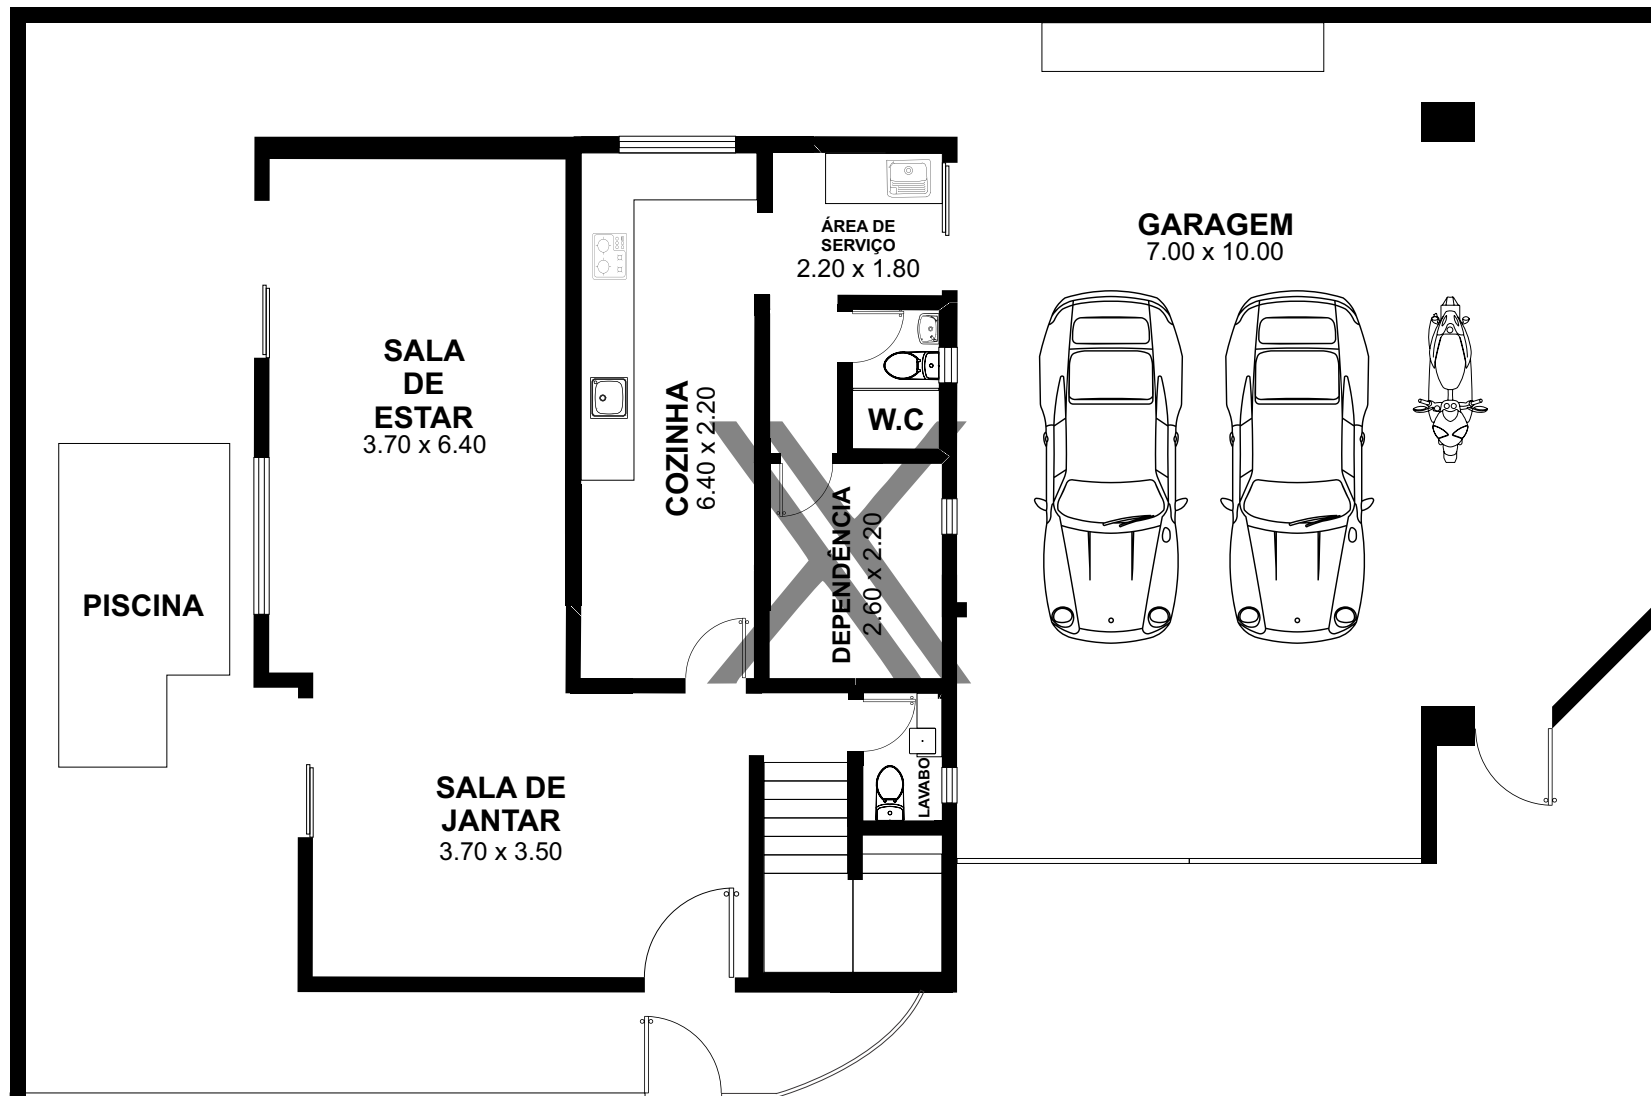 GARAGEM
7.00 x 10.00
ÁREA DE
SERVIÇO
2.20 x 1.80
SALA
DE
ESTAR
3.70 x 6.40
COZINHA
6.40 x 2.20
W.C
DEPENDÊNCIA
2.60 x 2.20
PISCINA
LAVABO
SALA DE
JANTAR
3.70 x 3.50